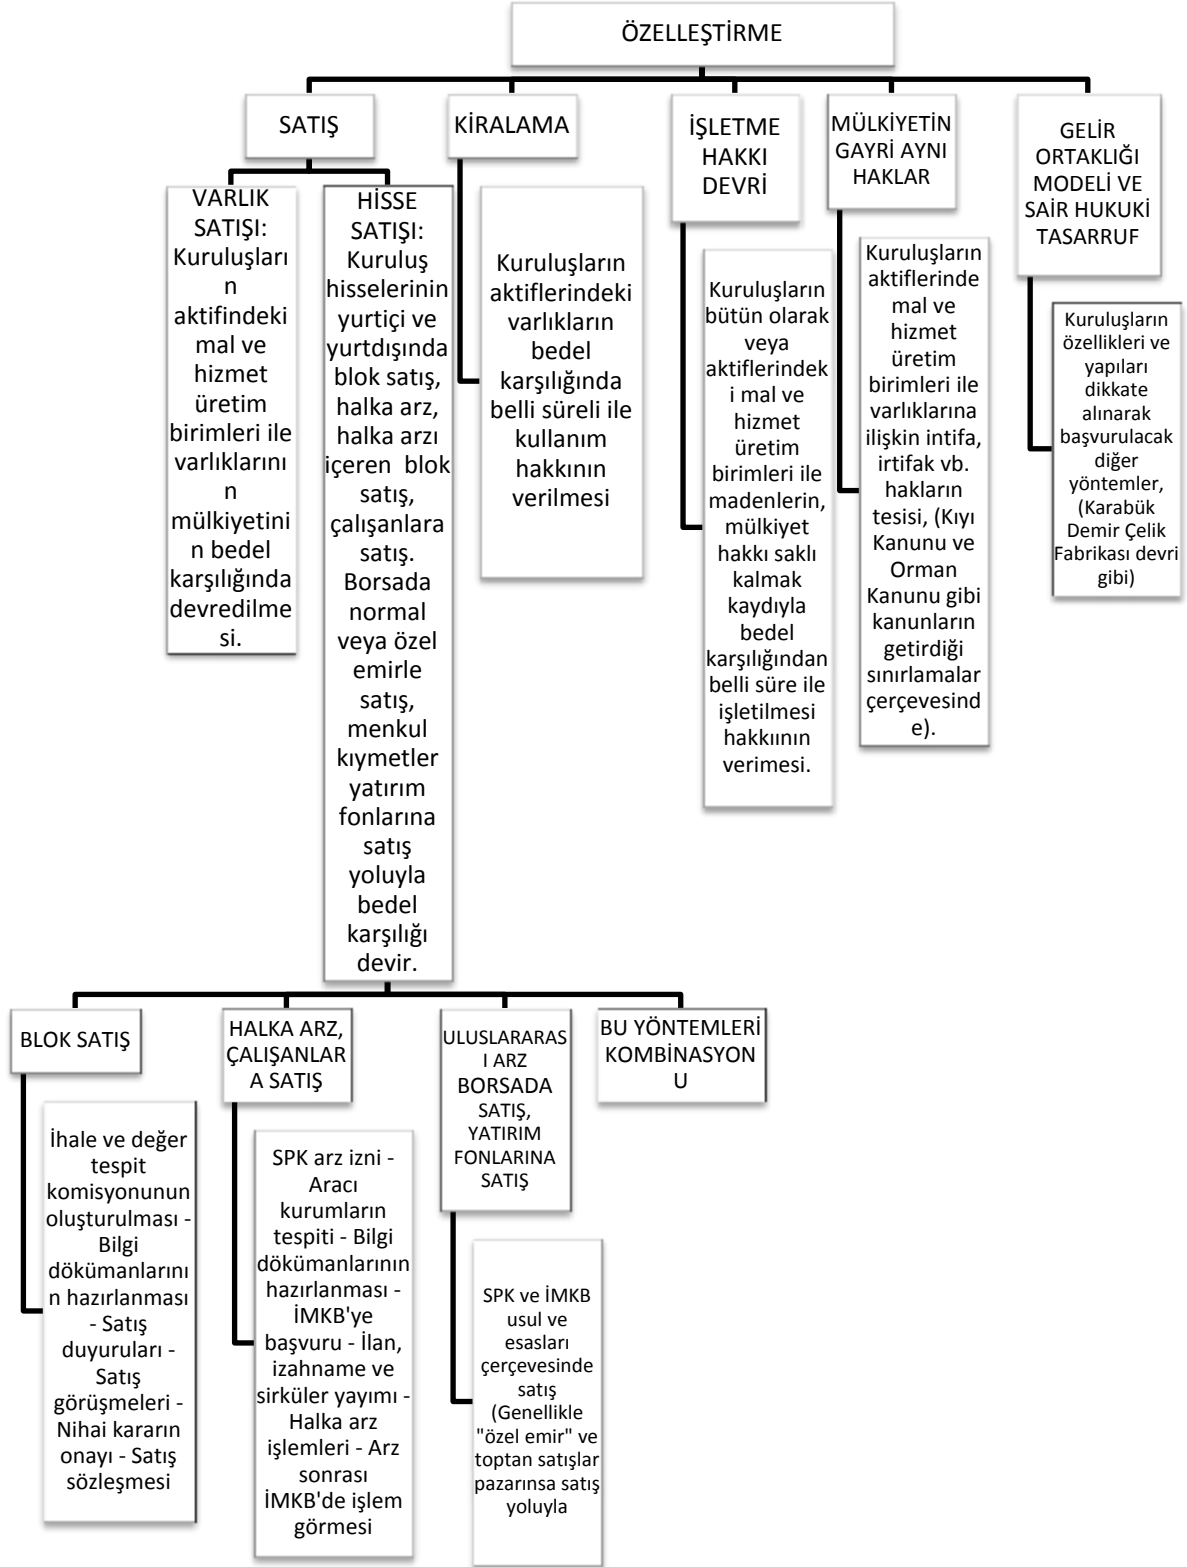 ÖZELLEŞTİRME
SATIŞ
VARLIK
SATIŞI:
Kuruluşları
n
aktifindeki
mal ve
hizmet
üretim
birimleri ile
varlıklarını
n
mülkiyetini
n bedel
karşılığında
devredilme
si.
HİSSE
SATIŞI:
Kuruluş
hisselerinin
yurtiçi ve
yurtdışında
blok satış,
halka arz,
halka arzı
içeren blok
satış,
çalışanlara
satış.
Borsada
normal
veya özel
emirle
satış,
menkul
kıymetler
yatırım
fonlarına
satış
yoluyla
bedel
karşılığı
devir.
KİRALAMA
Kuruluşların
aktiflerindeki
varlıkların
bedel
karşılığında
belli süreli ile
kullanım
hakkının
verilmesi
İŞLETME
HAKKI
DEVRİ
Kuruluşların
bütün olarak
veya
aktiflerindek
i mal ve
hizmet
üretim
birimleri ile
madenlerin,
mülkiyet
hakkı saklı
kalmak
kaydıyla
bedel
karşılığından
belli süre ile
işletilmesi
hakkıının
verimesi.
MÜLKİYETİN
GAYRİ AYNI
HAKLAR
Kuruluşların
aktiflerinde
mal ve
hizmet
üretim
birimleri ile
varlıklarına
ilişkin intifa,
irtifak vb.
hakların
tesisi, (Kıyı
Kanunu ve
Orman
Kanunu gibi
kanunların
getirdiği
sınırlamalar
çerçevesind
e).
GELİR
ORTAKLIĞI
MODELİ VE
SAİR HUKUKİ
TASARRUF
Kuruluşların
özellikleri ve
yapıları
dikkate
alınarak
başvurulacak
diğer
yöntemler,
(Karabük
Demir Çelik
Fabrikası devri
gibi)
BLOK SATIŞ
İhale ve değer
tespit
komisyonunun
oluşturulması -
Bilgi
dökümanlarını
n hazırlanması
- Satış
duyuruları -
Satış
görüşmeleri -
Nihai kararın
onayı - Satış
sözleşmesi
HALKA ARZ,
ÇALIŞANLAR
A SATIŞ
SPK arz izni -
Aracı
kurumların
tespiti - Bilgi
dökümanlarının
hazırlanması -
İMKB'ye
başvuru - İlan,
izahname ve
sirküler yayımı -
Halka arz
işlemleri - Arz
sonrası
İMKB'de işlem
görmesi
ULUSLARARAS
I ARZ
BORSADA
SATIŞ,
YATIRIM
FONLARINA
SATIŞ
SPK ve İMKB
usul ve
esasları
çerçevesinde
satış
(Genellikle
"özel emir" ve
toptan satışlar
pazarınsa satış
yoluyla
BU YÖNTEMLERİ
KOMBİNASYON
U